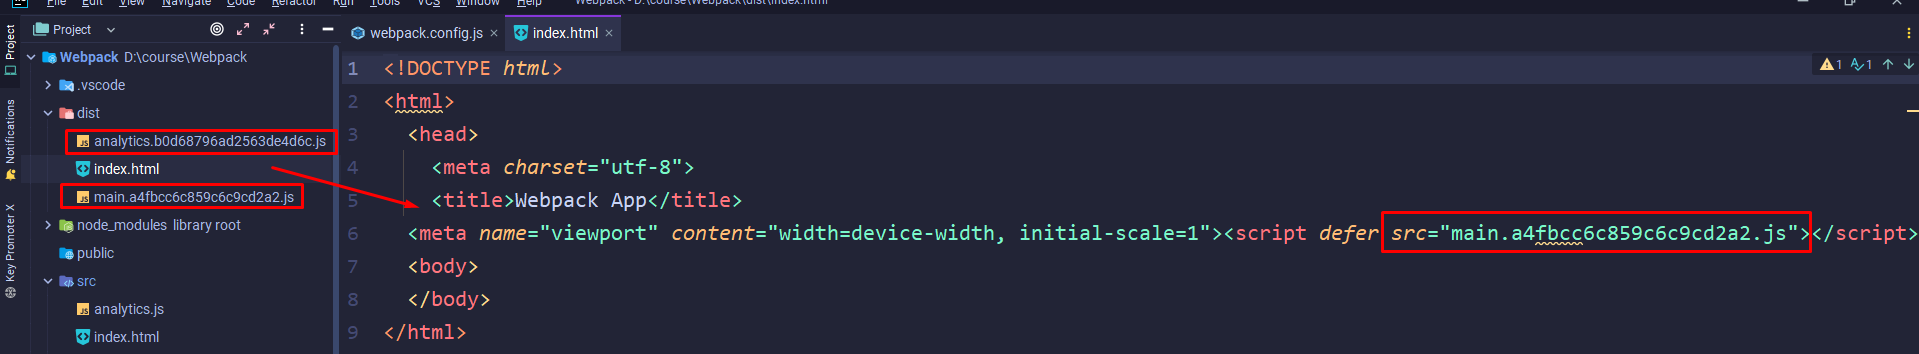 File Edit View Navigate Code Refactor Run Tools VCS Window Help Webpack - D:\course\Webpack\dist\index.html
Project
webpack.config.js
index.html
Project
Notifications
Key Promoter X
Webpack D:\course\Webpack
.vscode
dist
analytics.b0d68796ad2563de4d6c.js
index.html
main.a4fbcc6c859c6c9cd2a2.js
node_modules library root
public
src
analytics.js
index.html
1 <!DOCTYPE html>
2 <html>
3 <head>
4 <meta charset="utf-8">
5 <title>Webpack App</title>
6 <meta name="viewport" content="width=device-width, initial-scale=1"><script defer src="main.a4fbcc6c859c6c9cd2a2.js"></script>
7 <body>
8 </body>
9 </html>
1 1